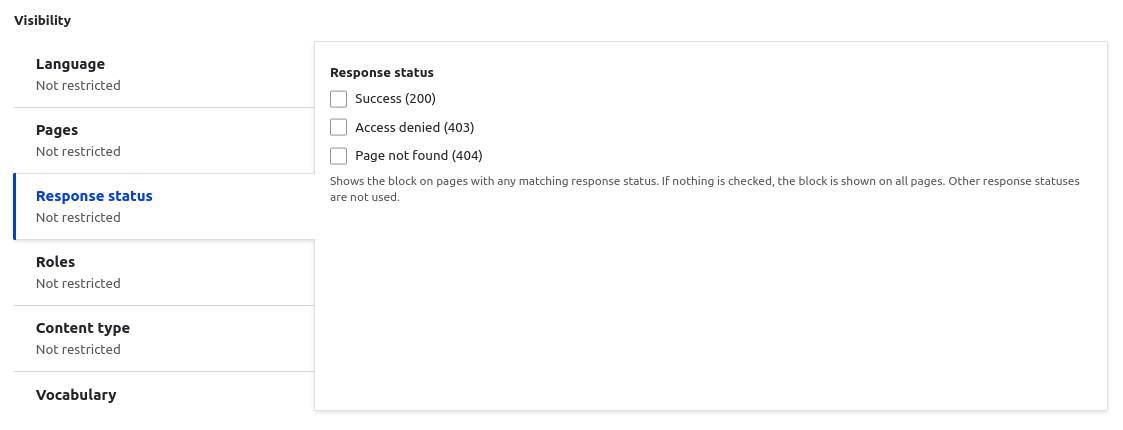 Visibility
Language
Not restricted
Pages
Not restricted
Response status
Not restricted
Roles
Not restricted
Content type
Not restricted
Vocabulary
Response status
Success (200)
Access denied (403)
Page not found (404)
Shows the block on pages with any matching response status. If nothing is checked, the block is shown on all pages. Other response statuses
are not used.